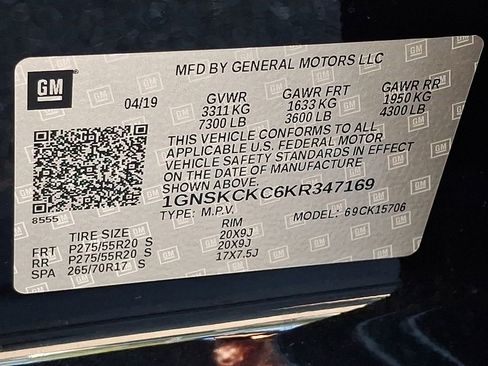 GM
MFD BY GENERAL MOTORS LLC
04/19 GVWR GAWR FRT GAWR RR
3311 KG 1633 KG 1950 KG
7300 LB 3600 LB 4300 LB
THIS VEHICLE CONFORMS TO ALL
APPLICABLE U.S. FEDERAL MOTOR
VEHICLE SAFETY STANDARDS IN EFFECT
ON THE DATE OF MANUFACTURE
SHOWN ABOVE.
8555
1GNSKCKC6KR347169
TYPE: M.P.V. MODEL: 69CK15706
TIRE SIZE RIM
FRT P275/55R20 S 20X9J
RR P275/55R20 S 20X9J
SPA 265/70R17 S 17X7.5J